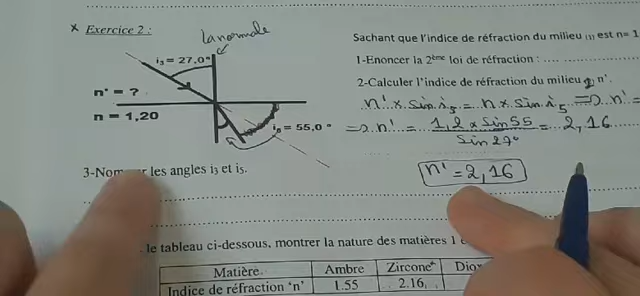 * Exercice 2 :
la normale
i₃ = 27,0°
n' = ?
n = 1,20
= 55,0°
Sachant que l'indice de réfraction du milieu (1) est n= 1
1-Enoncer la 2ème loi de réfraction :
2-Calculer l'indice de réfraction du milieu 2 n'.
n' x sin i₃ = n x sin i₅ => n' =
=> n' = 1,2 x sin 55 / sin 27° = 2,16
n' = 2,16
3-Nommer les angles i₃ et i₅.
le tableau ci-dessous, montrer la nature des matières 1
Matière Ambre Zircone
Indice de réfraction 'n' 1.55 2.16